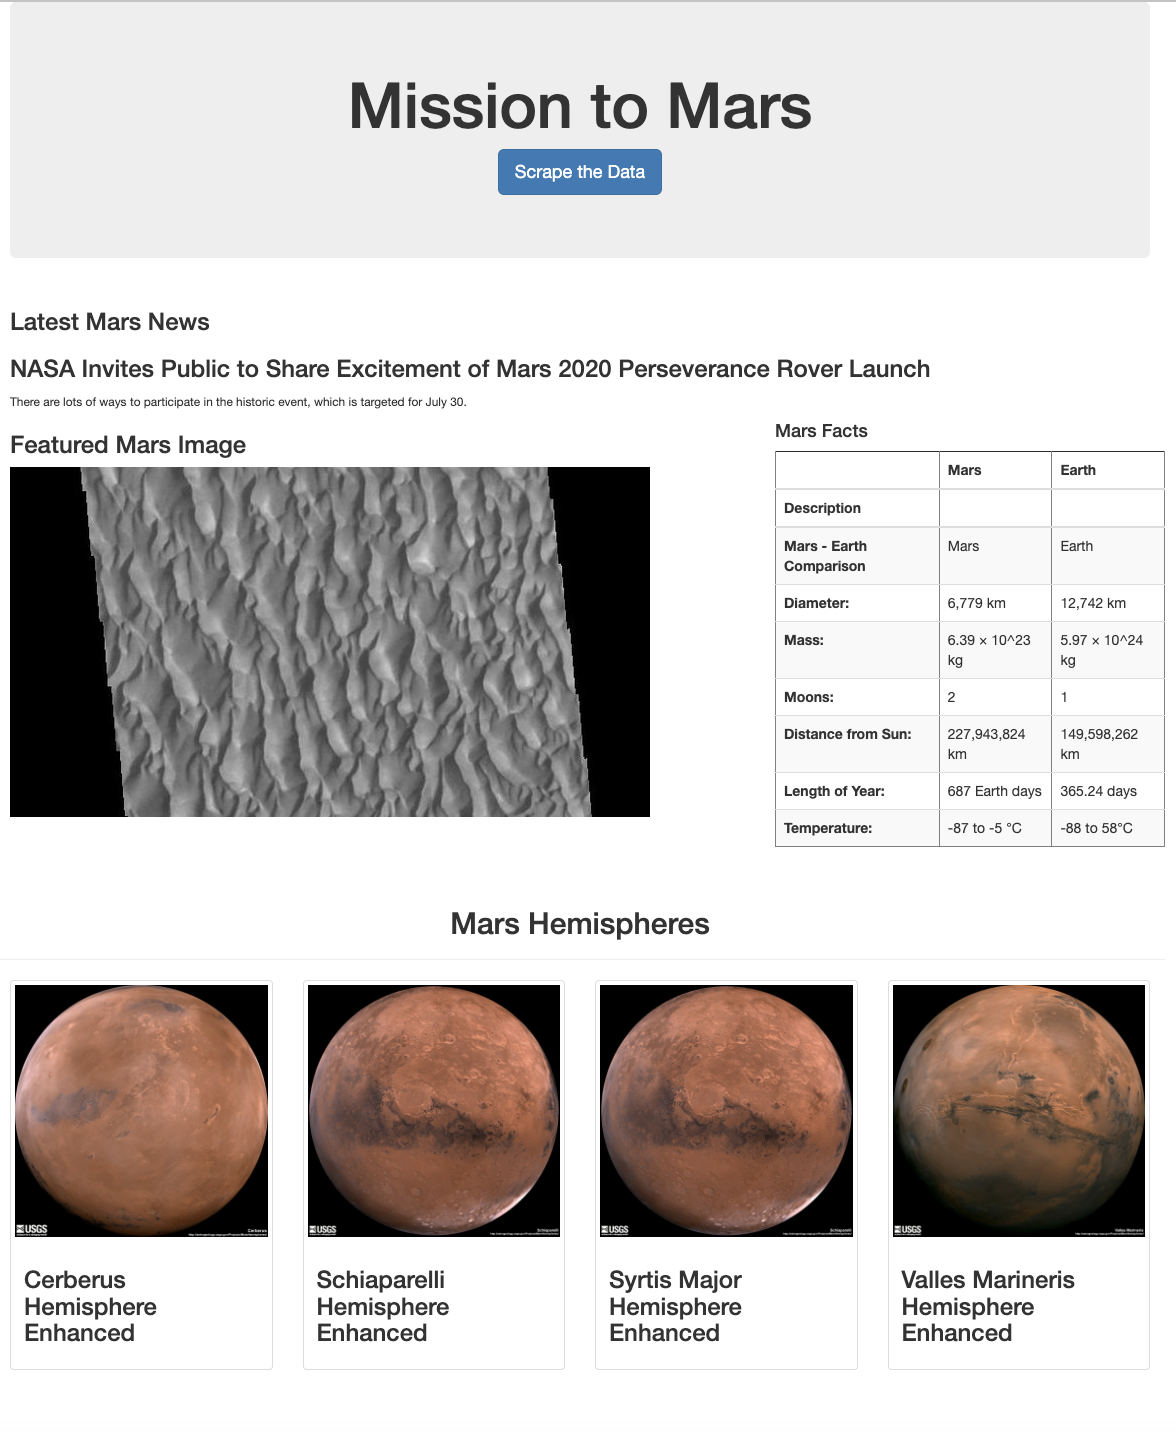 Mission to Mars
Scrape the Data
Latest Mars News
NASA Invites Public to Share Excitement of Mars 2020 Perseverance Rover Launch
There are lots of ways to participate in the historic event, which is targeted for July 30.
Featured Mars Image
Mars Facts
Mars Earth
Description
Mars - Earth
Comparison
Mars Earth
Diameter: 6,779 km 12,742 km
Mass: 6.39 × 10^23 5.97 × 10^24
kg kg
Moons: 2 1
Distance from Sun: 227,943,824 149,598,262
km km
Length of Year: 687 Earth days 365.24 days
Temperature: -87 to -5 °C -88 to 58°C
Mars Hemispheres
USGS
Cerberus
USGS
Schiaparelli
USGS
Schiaparelli
USGS
Valles Marineris
Cerberus
Hemisphere
Enhanced
Schiaparelli
Hemisphere
Enhanced
Syrtis Major
Hemisphere
Enhanced
Valles Marineris
Hemisphere
Enhanced